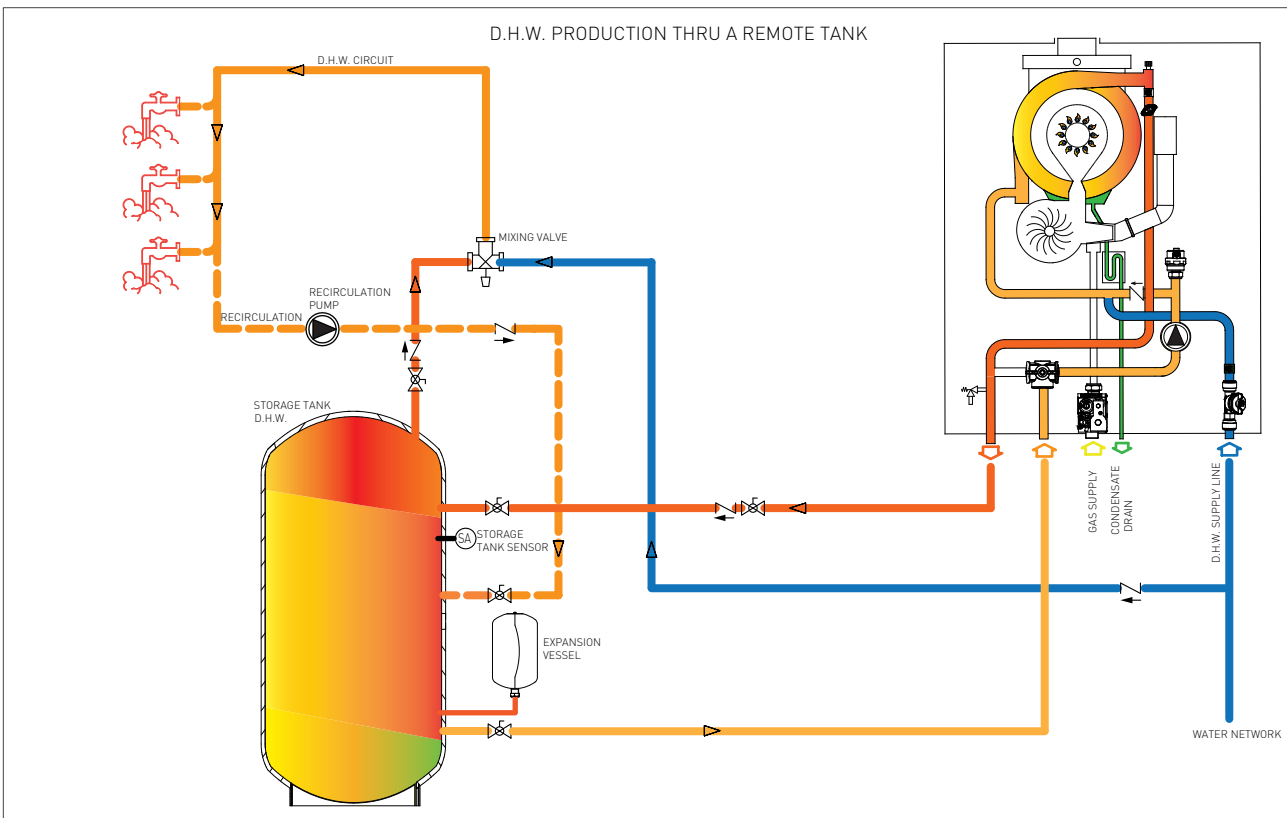 D.H.W. PRODUCTION THRU A REMOTE TANK
D.H.W. CIRCUIT
MIXING VALVE
RECIRCULATION
PUMP
RECIRCULATION
STORAGE TANK
D.H.W.
SA
STORAGE
TANK SENSOR
EXPANSION
VESSEL
GAS SUPPLY
CONDENSATE
DRAIN
D.H.W. SUPPLY LINE
WATER NETWORK